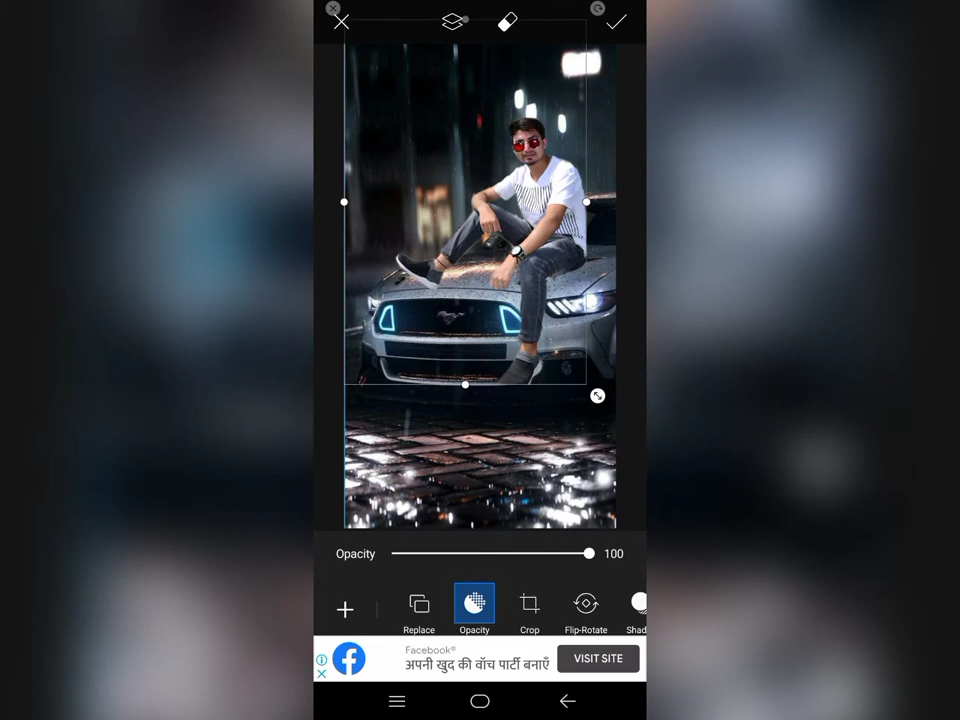 Opacity 100
Replace Opacity Crop Flip-Rotate Shad
Facebook®
अपनी खुद की वॉच पार्टी बनाएँ
VISIT SITE